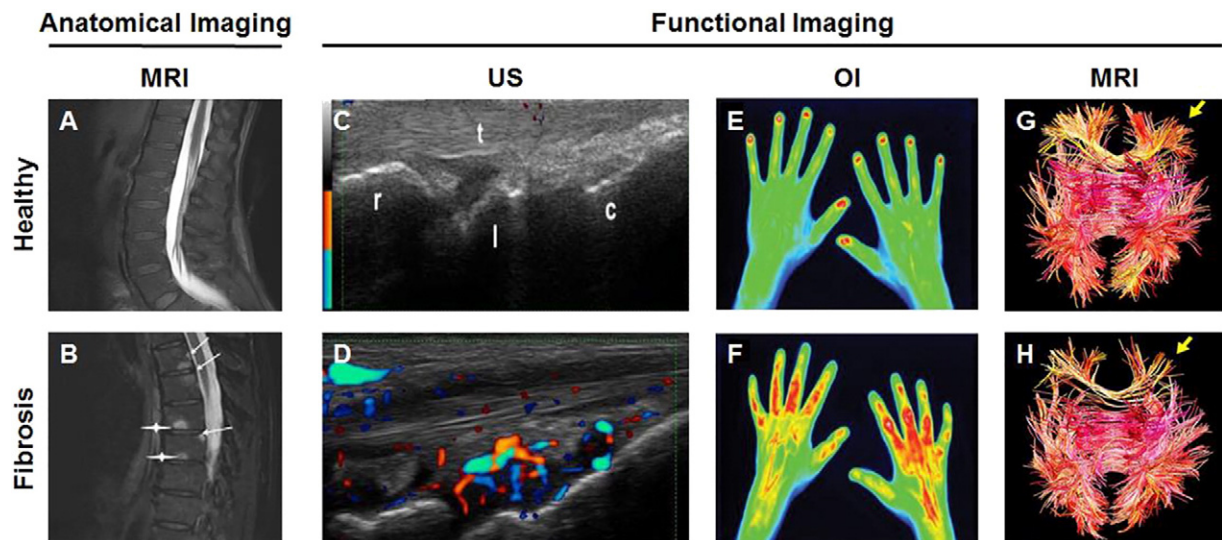 Anatomical Imaging Functional Imaging
MRI US OI MRI
Healthy
A C E G
t
r
l
c
Fibrosis
B D F H